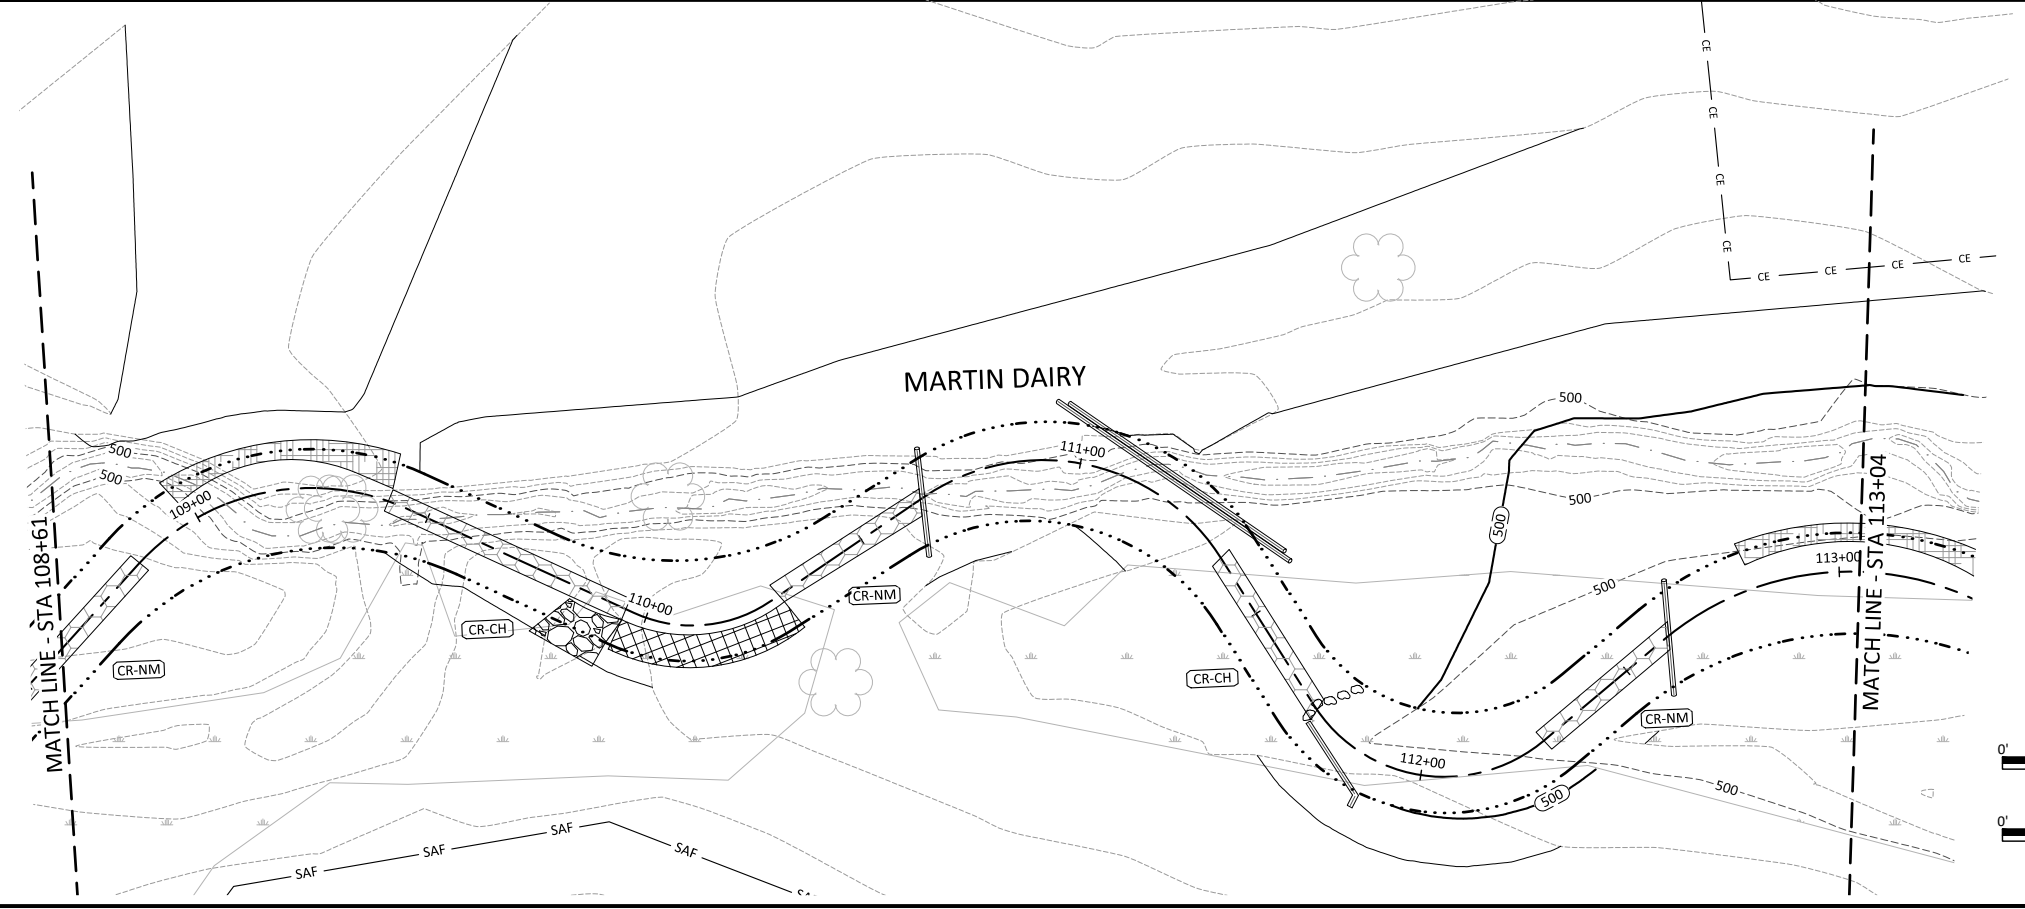 CE
CE
CE
CE
CE
CE
CE
CE
MARTIN DAIRY
500
500
500
109+00
111+00
500
500
MATCH LINE - STA 108+61
MATCH LINE - STA 113+04
113+00
500
110+00
CR-NM
CR-CH
CR-NM
CR-CH
CR-NM
112+00
500
500
0'
0'
SAF
SAF
SAF
SAF